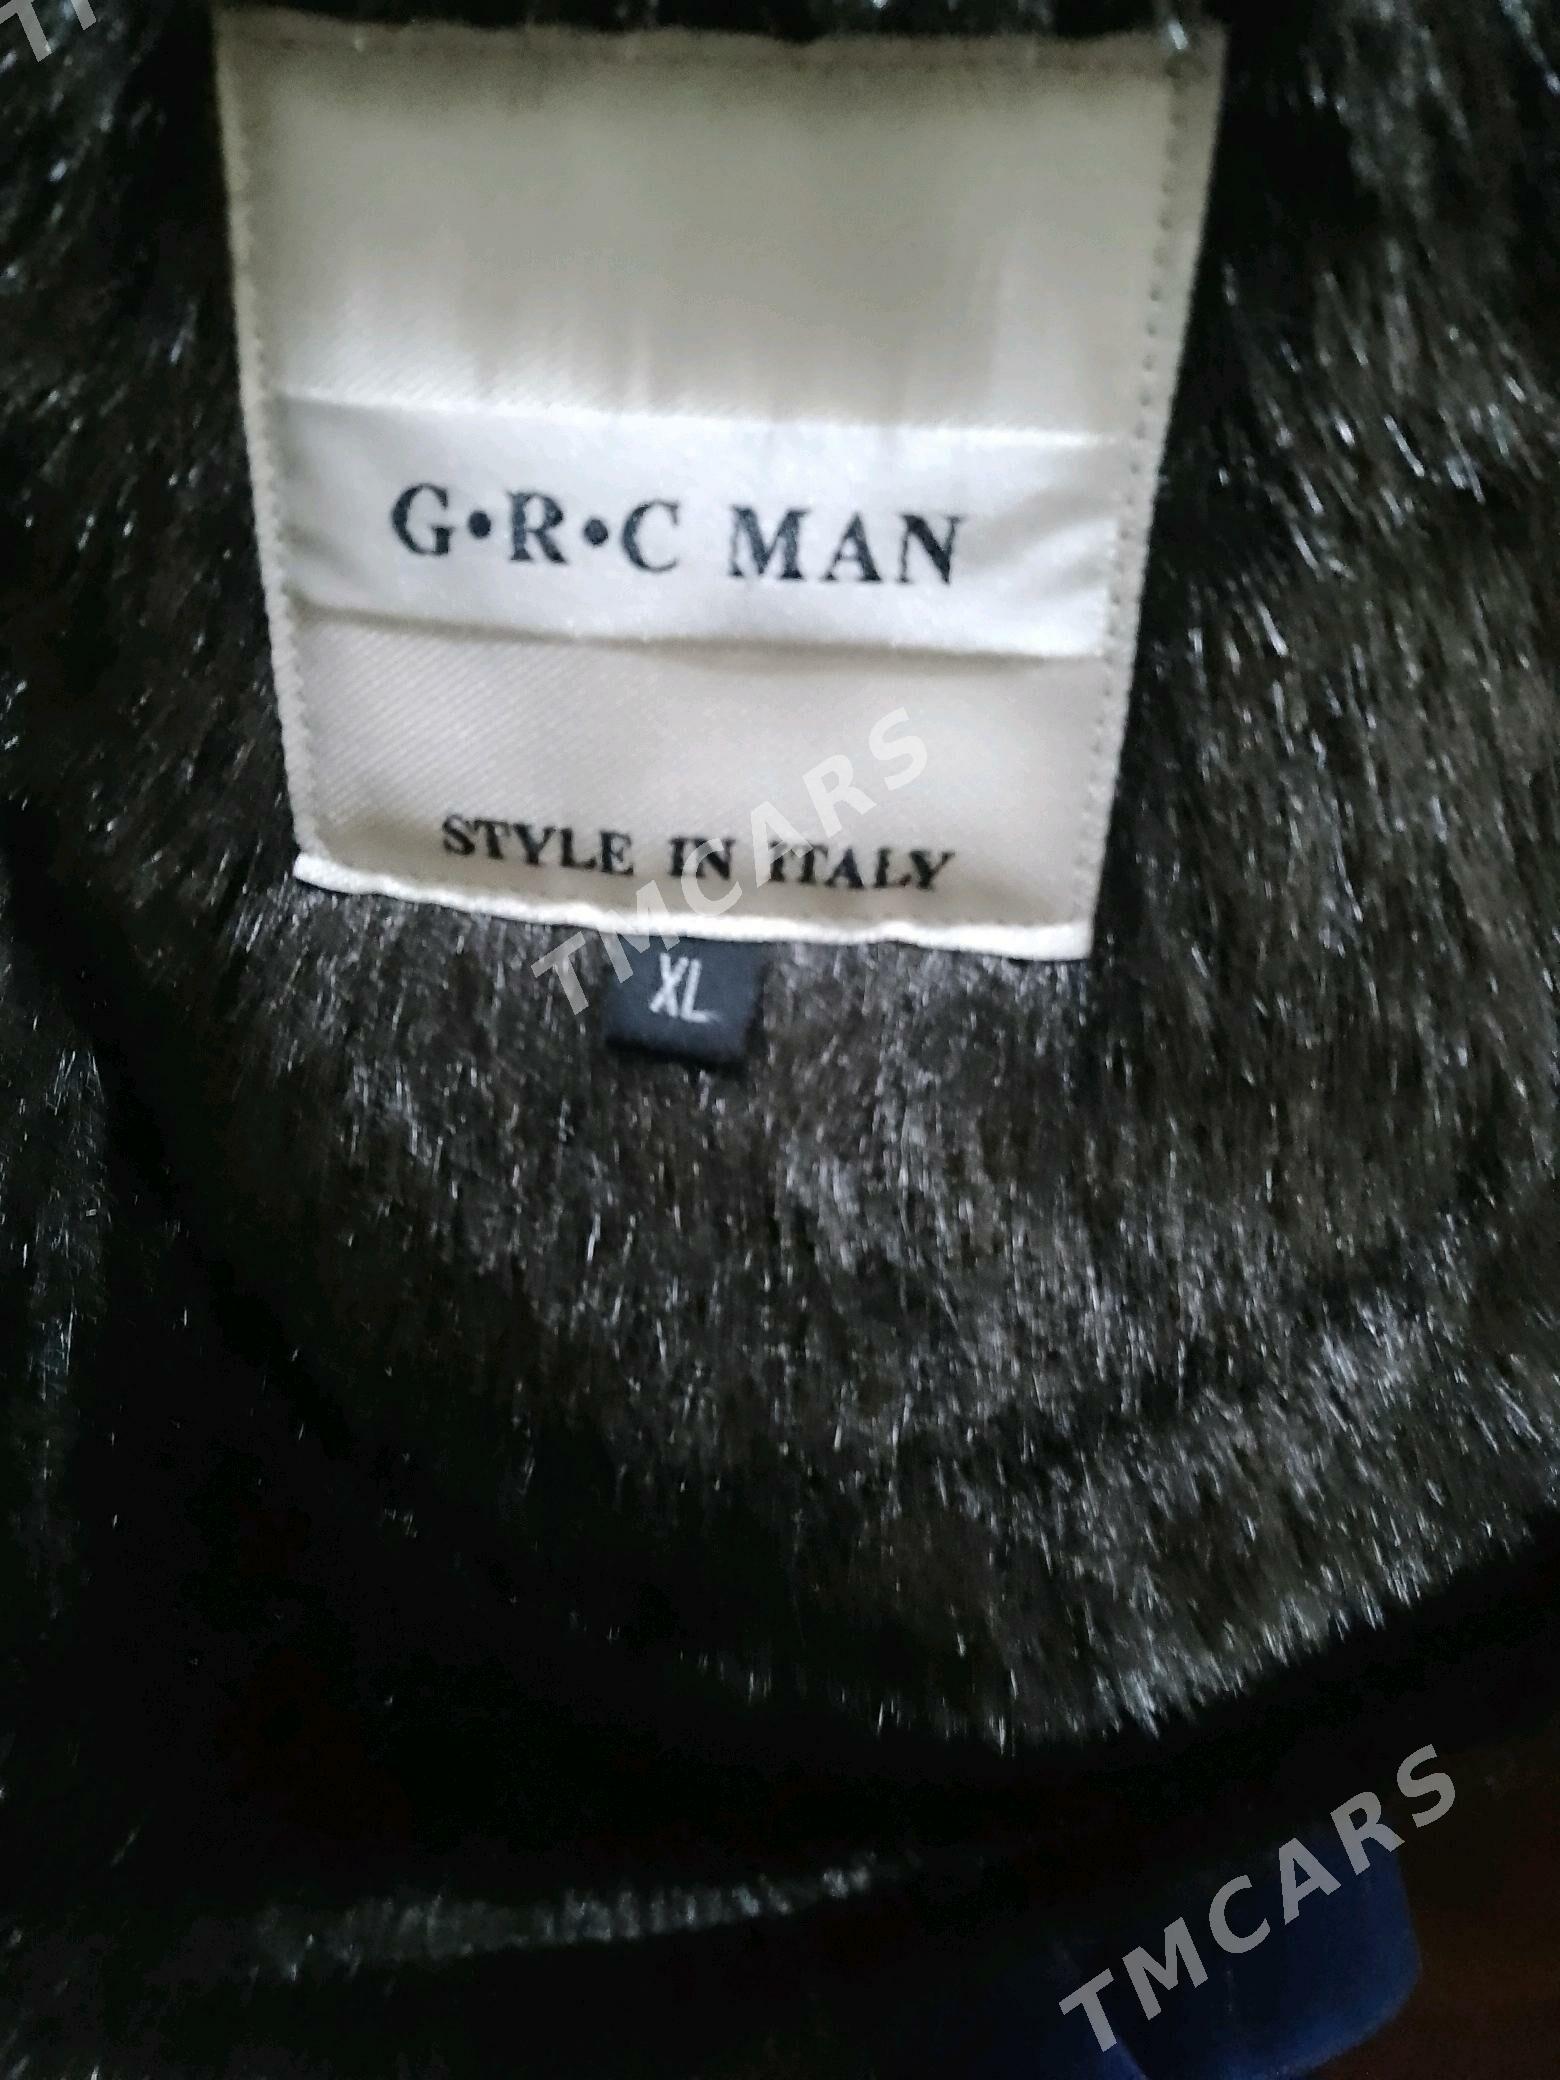 G•R•C MAN
STYLE IN ITALY
TMCARS
XL
TMCARS